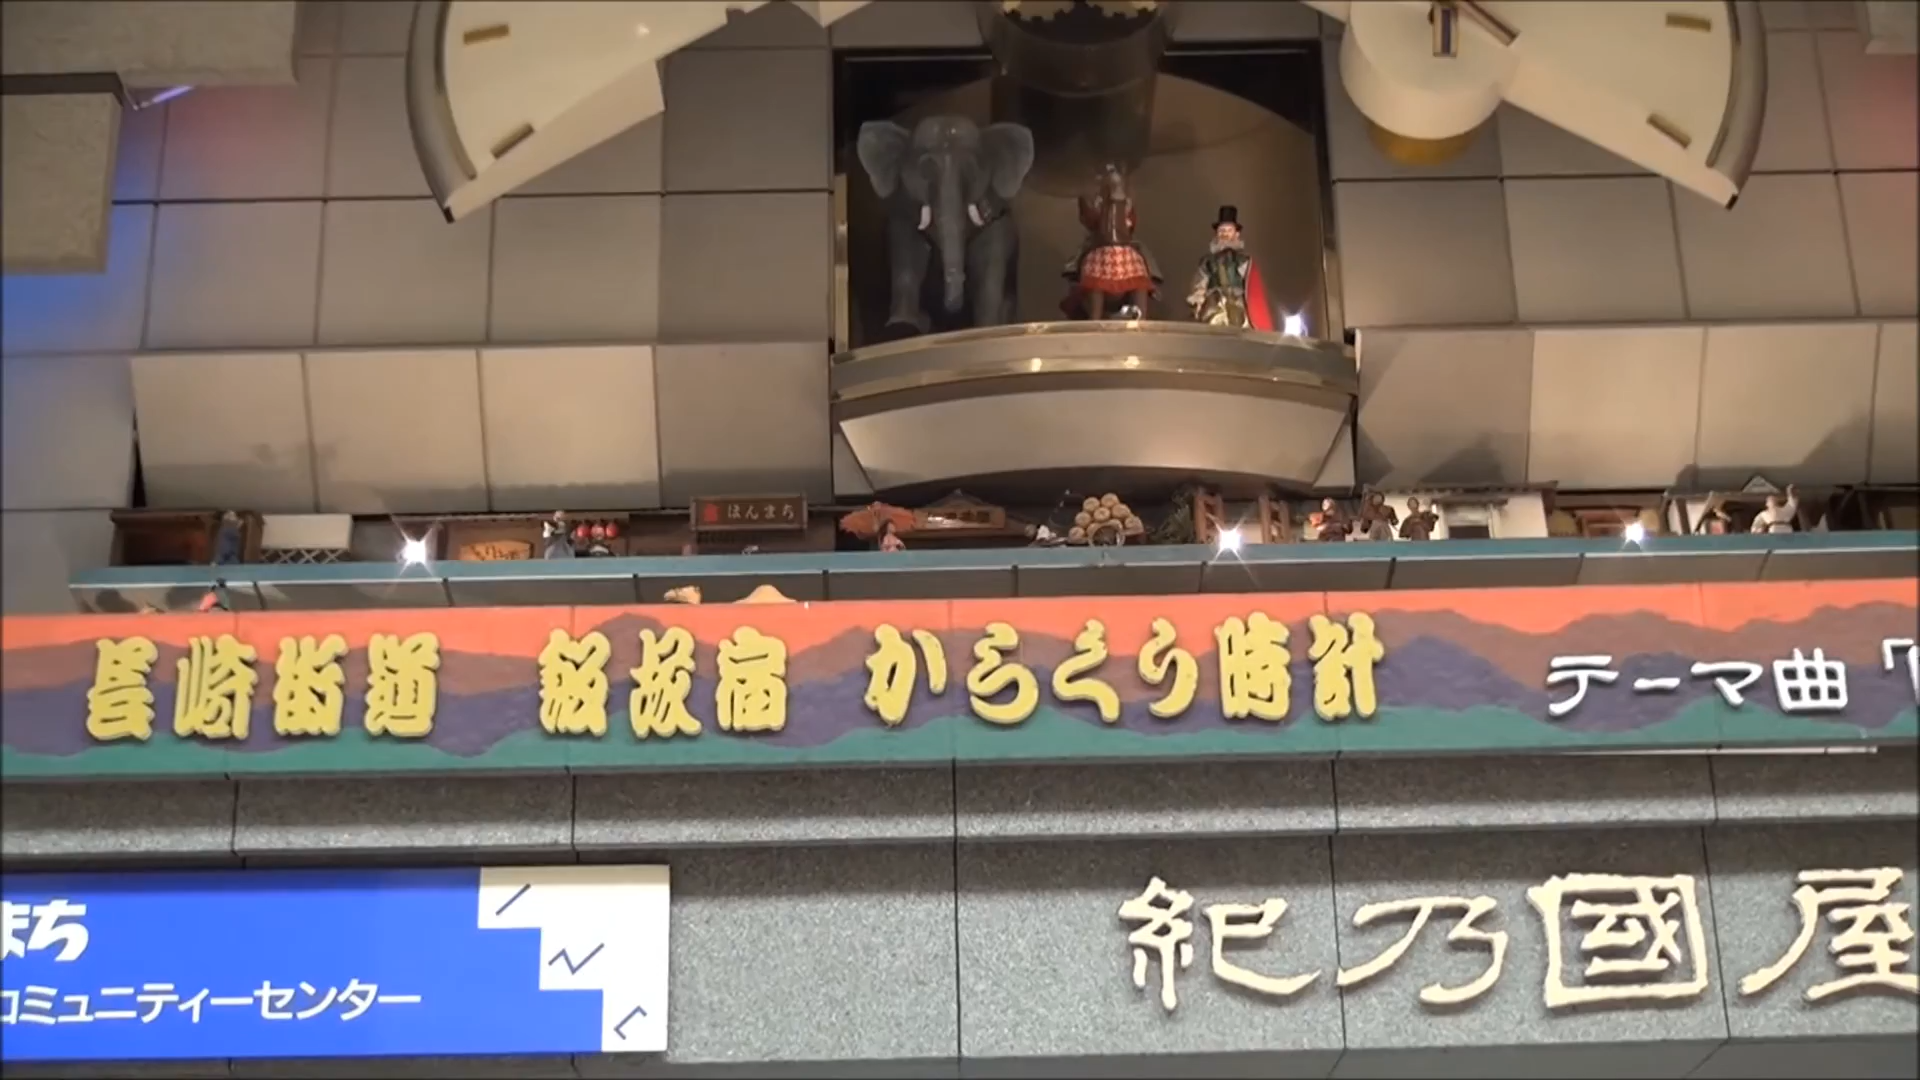 ほんまち
長崎街道 飯塚宿 からくり時計
テーマ曲「
まち
コミュニティーセンター
紀乃國屋